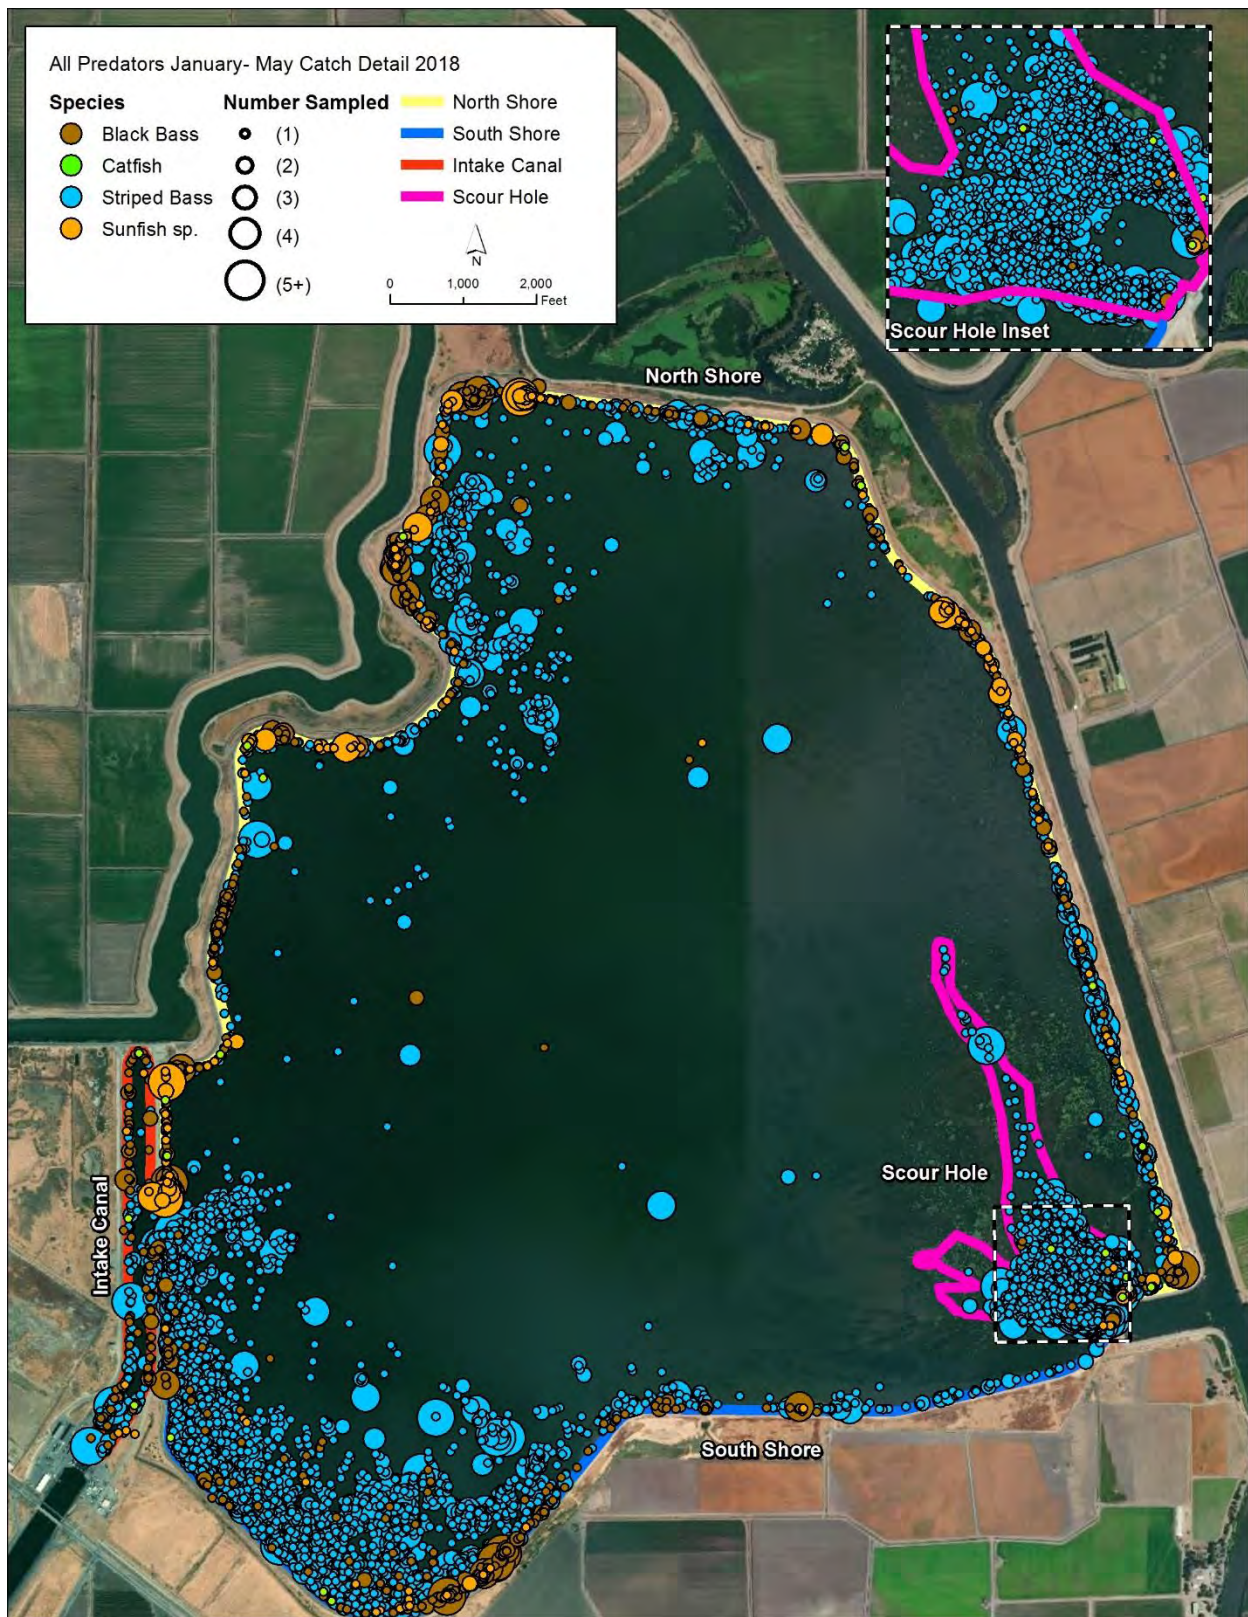 All Predators January- May Catch Detail 2018
Species
Number Sampled
Black Bass
Catfish
Striped Bass
Sunfish sp.
(1)
(2)
(3)
(4)
(5+)
North Shore
South Shore
Intake Canal
Scour Hole
N
0 1,000 2,000
Feet
Scour Hole Inset
North Shore
Scour Hole
Intake Canal
South Shore